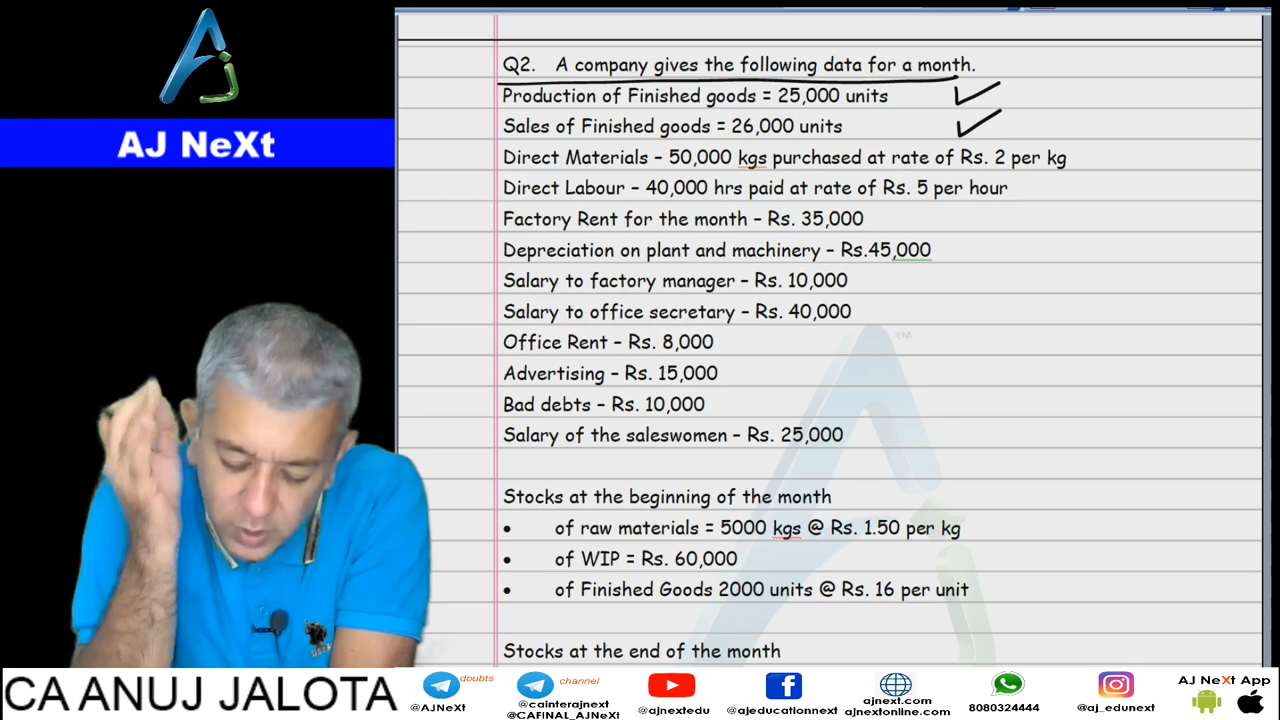 AJ NeXt
Q2. A company gives the following data for a month.
Production of Finished goods = 25,000 units
Sales of Finished goods = 26,000 units
Direct Materials – 50,000 kgs purchased at rate of Rs. 2 per kg
Direct Labour – 40,000 hrs paid at rate of Rs. 5 per hour
Factory Rent for the month – Rs. 35,000
Depreciation on plant and machinery – Rs.45,000
Salary to factory manager – Rs. 10,000
Salary to office secretary – Rs. 40,000
Office Rent – Rs. 8,000
TM
Advertising – Rs. 15,000
Bad debts – Rs. 10,000
Salary of the saleswomen – Rs. 25,000
Stocks at the beginning of the month
• of raw materials = 5000 kgs @ Rs. 1.50 per kg
• of WIP = Rs. 60,000
• of Finished Goods 2000 units @ Rs. 16 per unit
Stocks at the end of the month
CA ANUJ JALOTA
doubts
@AJNeXt
channel
@cainterajnext
@CAFINAL_AJNeXt
@ajnextedu
@ajeducationnext
ajnext.com
ajnextonline.com
8080324444
@aj_edunext
AJ NeXt App